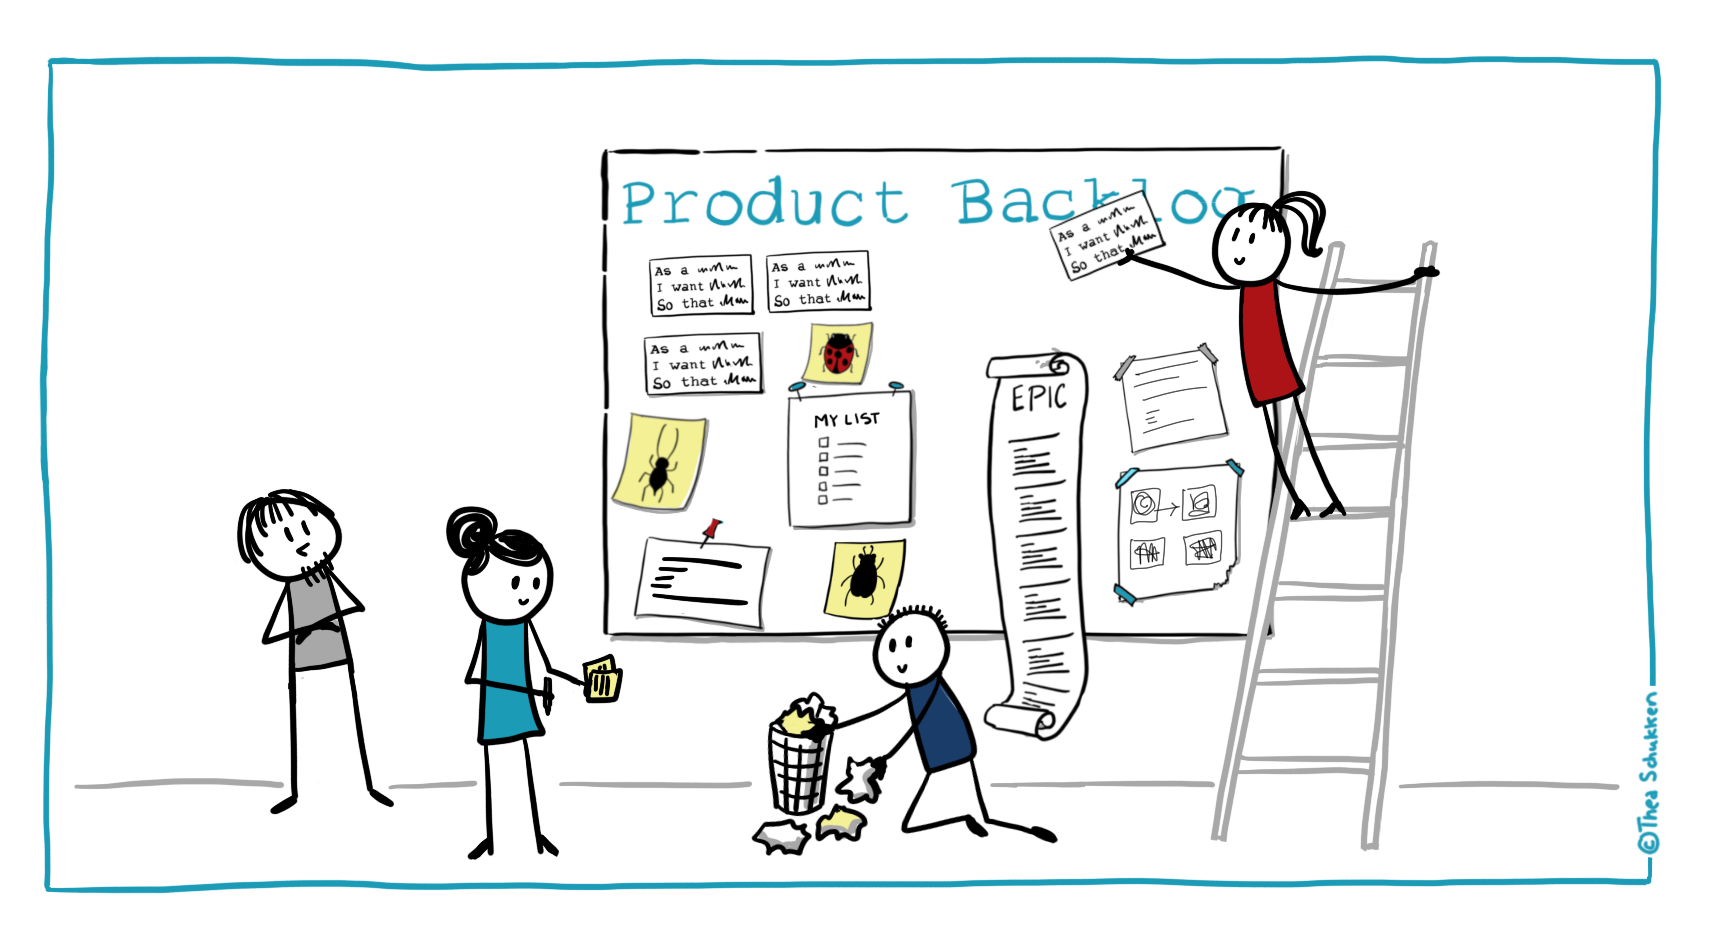 Product Backlog
As a
I want
So that
As a
I want
So that
As a
I want
So that
As a
I want
So that
MY LIST
EPIC
©Thea Schukken